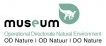 museum
Operational Directorate Natural Environment
OD Nature | OD Natuur | OD Nature